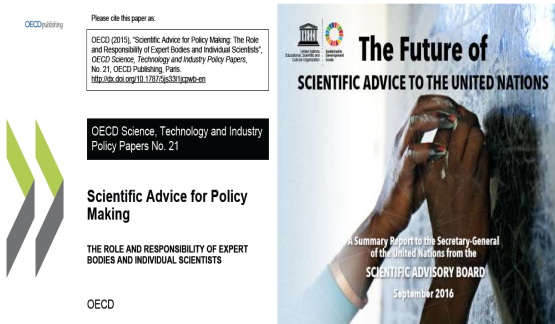 OECDpublishing
Please cite this paper as:
OECD (2015), "Scientific Advice for Policy Making: The Role
and Responsibility of Expert Bodies and Individual Scientists",
OECD Science, Technology and Industry Policy Papers,
No. 21, OECD Publishing, Paris.
http://dx.doi.org/10.1787/5js33l1jcpwb-en
OECD Science, Technology and Industry
Policy Papers No. 21
Scientific Advice for Policy
Making
THE ROLE AND RESPONSIBILITY OF EXPERT
BODIES AND INDIVIDUAL SCIENTISTS
OECD
United Nations
Educational, Scientific and
Cultural Organization
Sustainable
Development
Goals
The Future of
SCIENTIFIC ADVICE TO THE UNITED NATIONS
A Summary Report to the Secretary-General
of the United Nations from the
SCIENTIFIC ADVISORY BOARD
September 2016